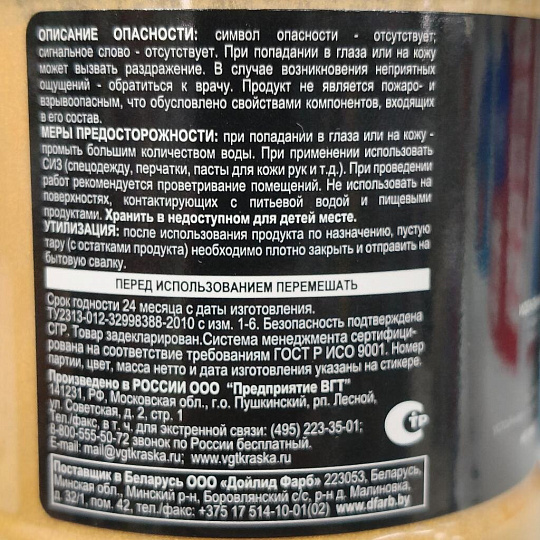 ОПИСАНИЕ ОПАСНОСТИ: символ опасности - отсутствует;
сигнальное слово - отсутствует. При попадании в глаза или на кожу
может вызвать раздражение. В случае возникновения неприятных
ощущений - обратиться к врачу. Продукт не является пожаро- и
взрывоопасным, что обусловлено свойствами компонентов, входящих
в его состав.
МЕРЫ ПРЕДОСТОРОЖНОСТИ: при попадании в глаза или на кожу -
промыть большим количеством воды. При применении использовать
СИЗ (спецодежду, перчатки, пасты для кожи рук и т.д.). При проведении
работ рекомендуется проветривание помещений. Не использовать на
поверхностях, контактирующих с питьевой водой и пищевыми
продуктами. Хранить в недоступном для детей месте.
УТИЛИЗАЦИЯ: после использования продукта по назначению, пустую
тару (с остатками продукта) необходимо плотно закрыть и отправить на
бытовую свалку.
ПЕРЕД ИСПОЛЬЗОВАНИЕМ ПЕРЕМЕШАТЬ
Срок годности 24 месяца с даты изготовления.
ТУ2313-012-32998388-2010 с изм. 1-6. Безопасность подтверждена
СГР. Товар задекларирован.Система менеджмента сертифици-
рована на соответствие требованиям ГОСТ Р ИСО 9001. Номер
партии, цвет, масса нетто и дата изготовления указаны на стикере.
Произведено в РОССИИ ООО "Предприятие ВГТ"
141231, РФ, Московская обл., г.о. Пушкинский, рп. Лесной,
ул. Советская, д. 2, стр. 1
Тел./факс, в т. ч. для экстренной связи: (495) 223-35-01;
8-800-555-50-72 звонок по России бесплатный.
E-mail: mail@vgtkraska.ru; www.vgtkraska.ru
Поставщик в Беларусь ООО «Дойлид Фарб» 223053, Беларусь,
Минская обл., Минский р-н, Боровлянский с/с, р-н д. Малиновка,
д. 32/1, пом. 42, тел./факс: +375 17 514-10-01(02) www.dfarb.by